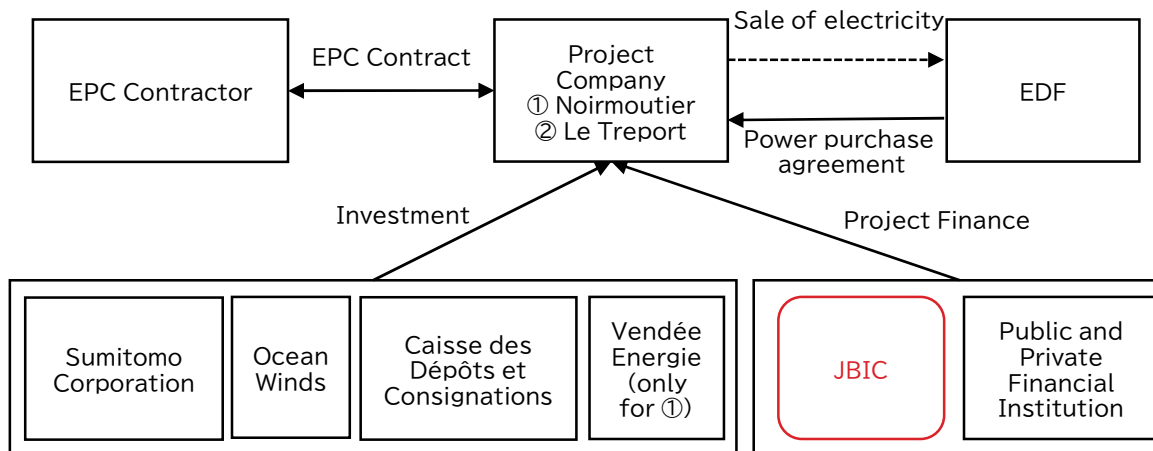 Sale of electricity
EPC Contractor
EPC Contract
Project
Company
① Noirmoutier
② Le Treport
EDF
Power purchase
agreement
Investment
Project Finance
Sumitomo
Corporation
Ocean
Winds
Caisse des
Dépôts et
Consignations
Vendée
Energie
(only
for ①)
JBIC
Public and
Private
Financial
Institution